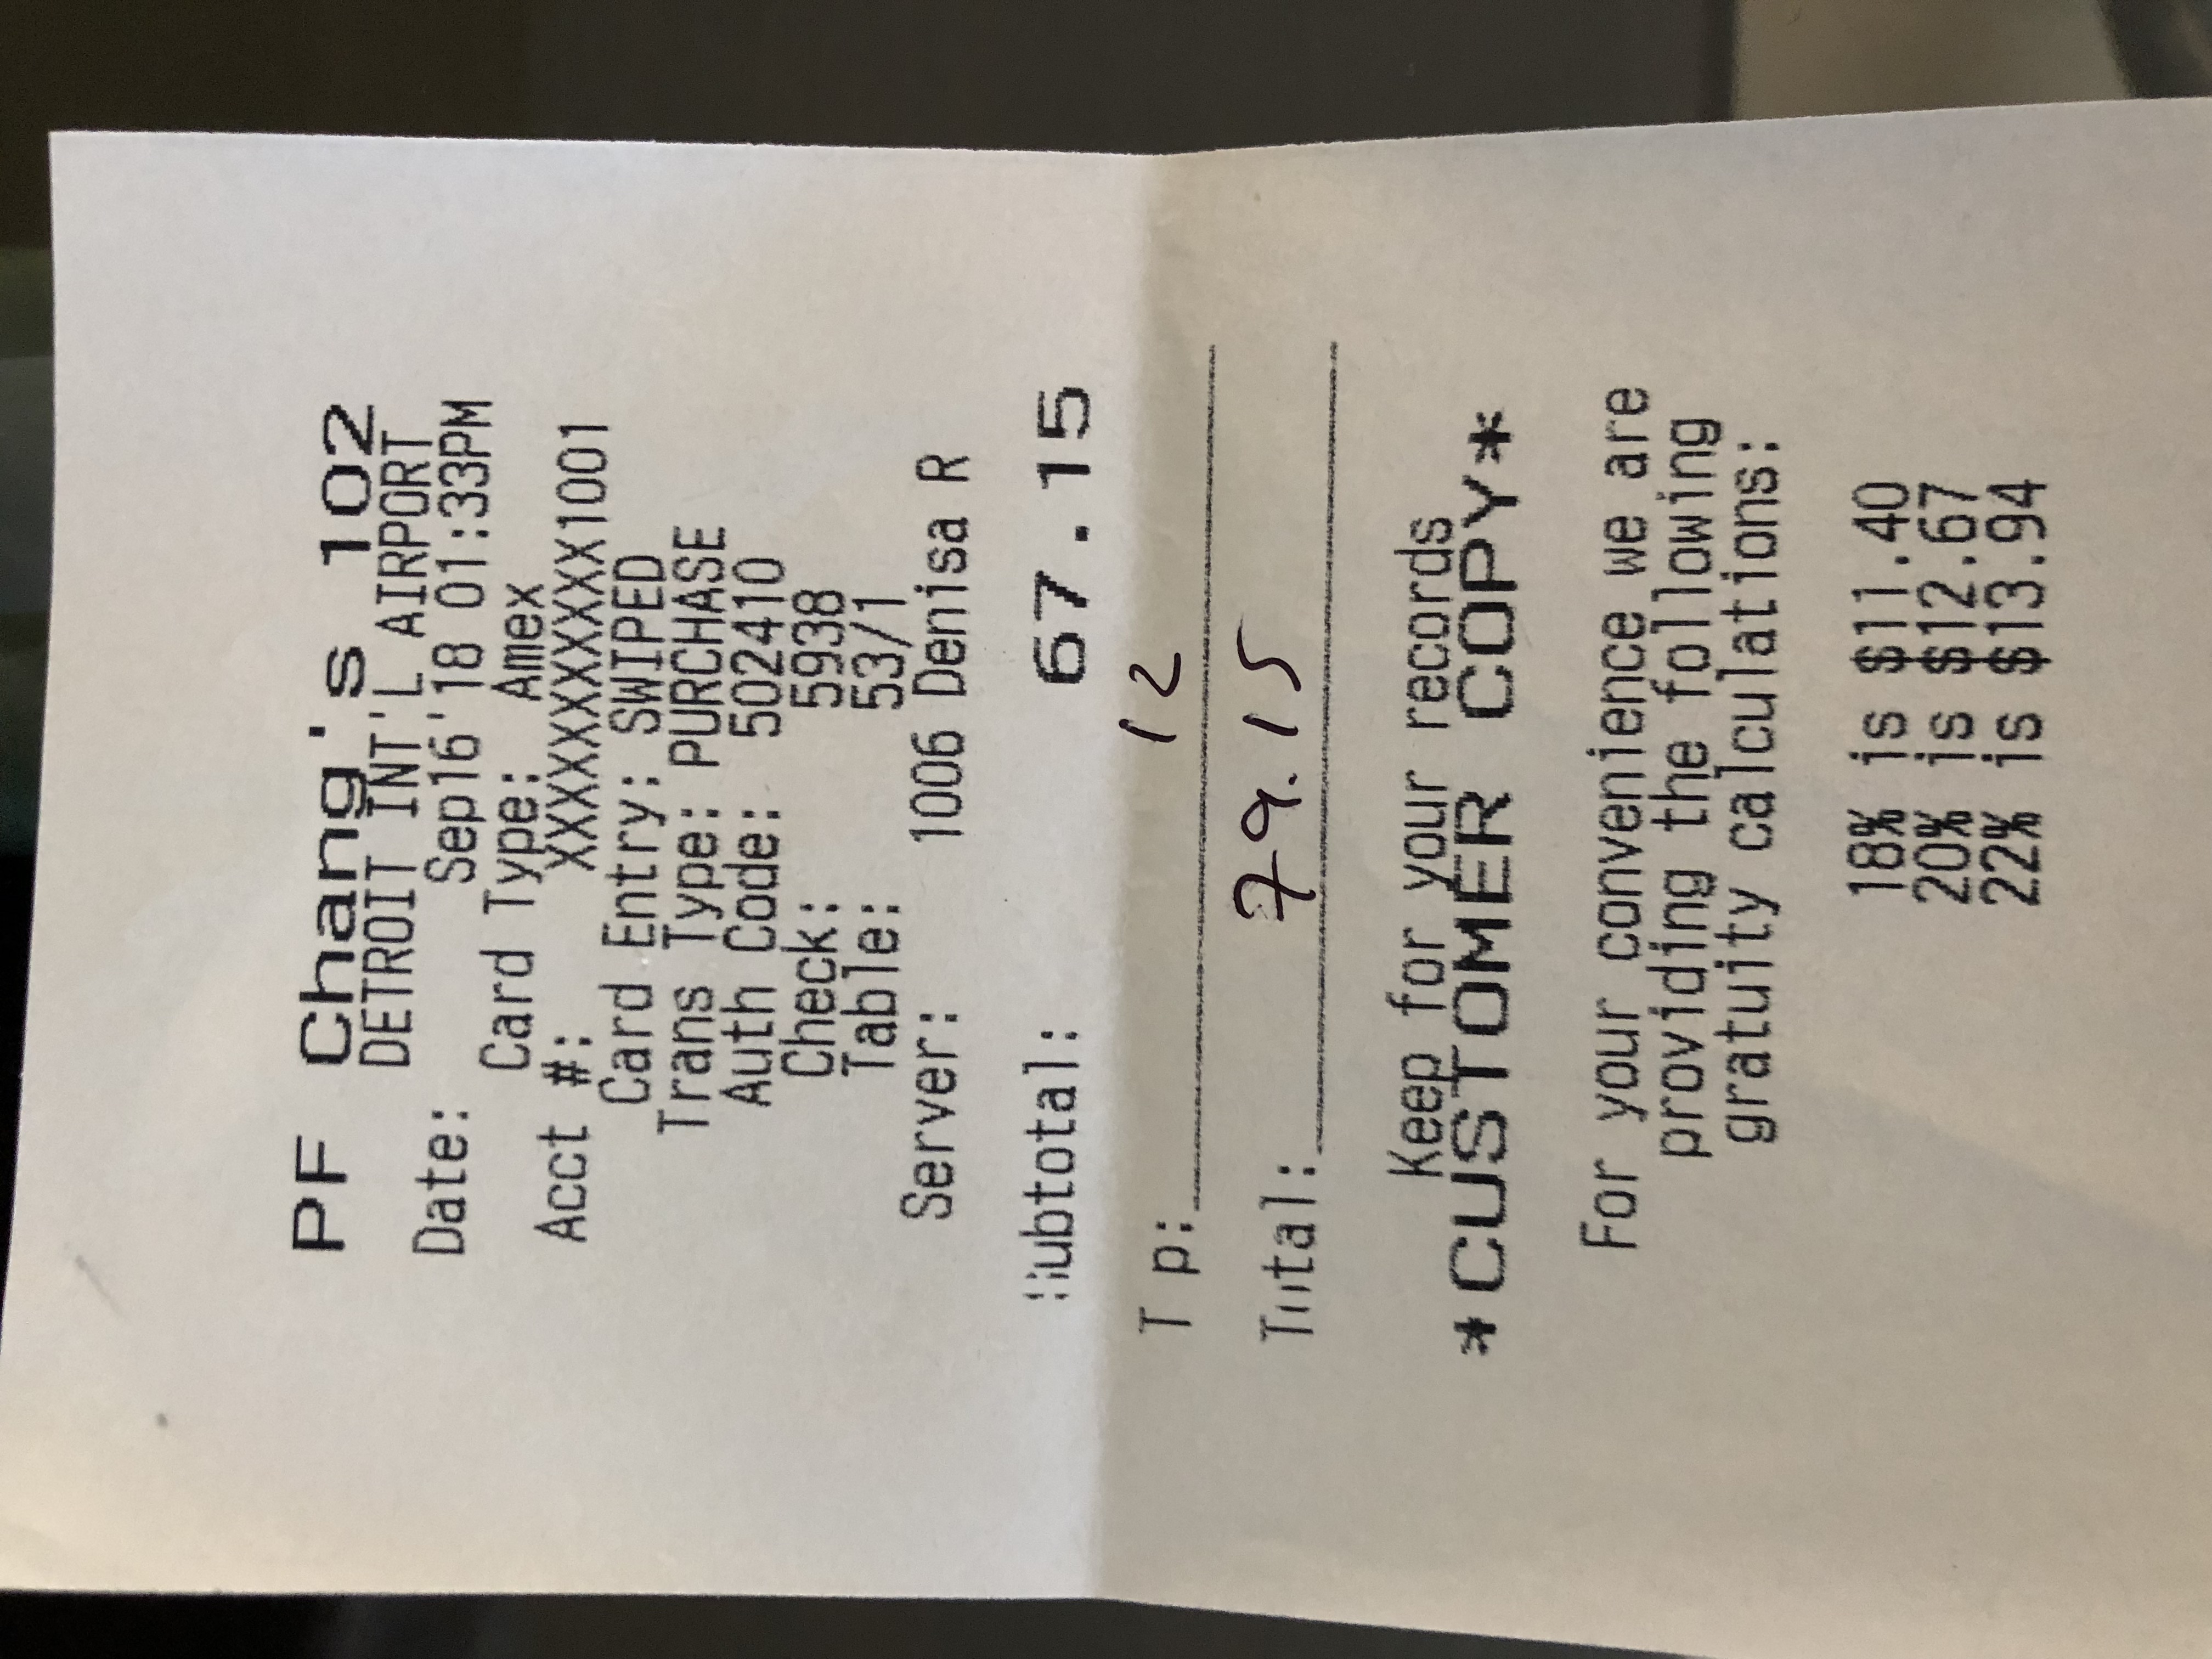 PF Chang's 102
DETROIT INT'L AIRPORT
Date: Sep16'18 01:33PM
Card Type: Amex
Acct #: XXXXXXXXXXX1001
Card Entry: SWIPED
Trans Type: PURCHASE
Auth Code: 502410
Check: 5938
Table: 53/1
Server: 1006 Denisa R
Subtotal: 67.15
T p: 12
Total: 79.15
Keep for your records
*CUSTOMER COPY*
For your convenience we are
providing the following
gratuity calculations:
18% is $11.40
20% is $12.67
22% is $13.94